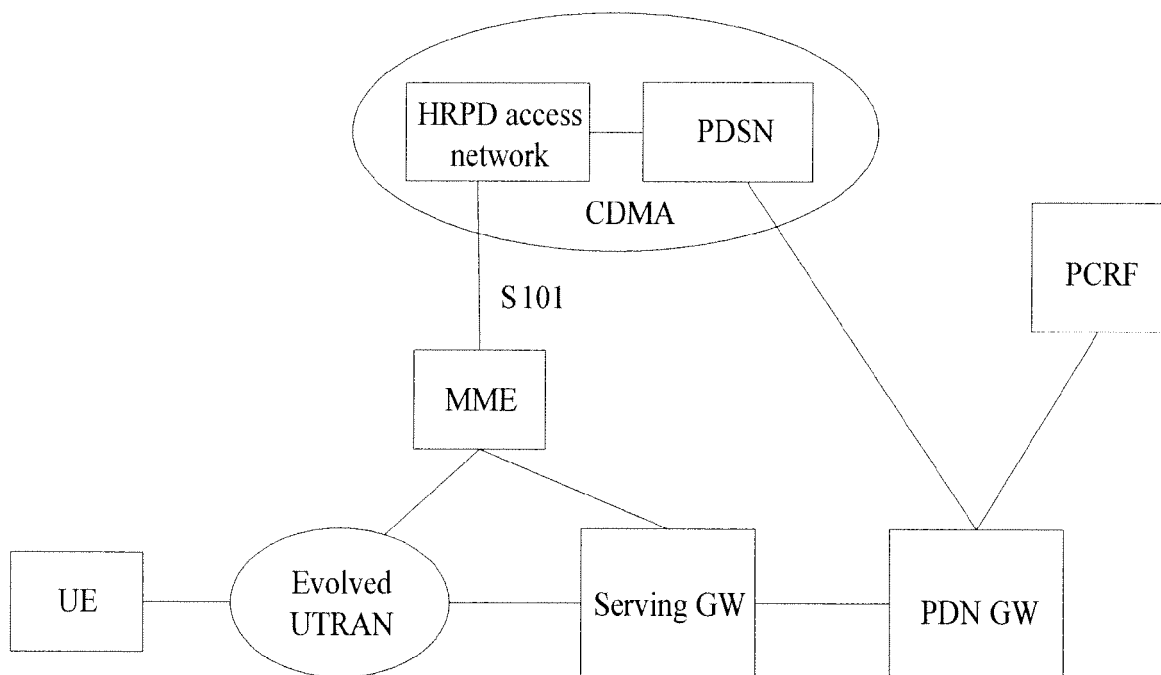 HRPD access
network
PDSN
CDMA
PCRF
S101
MME
UE
Evolved
UTRAN
Serving GW
PDN GW